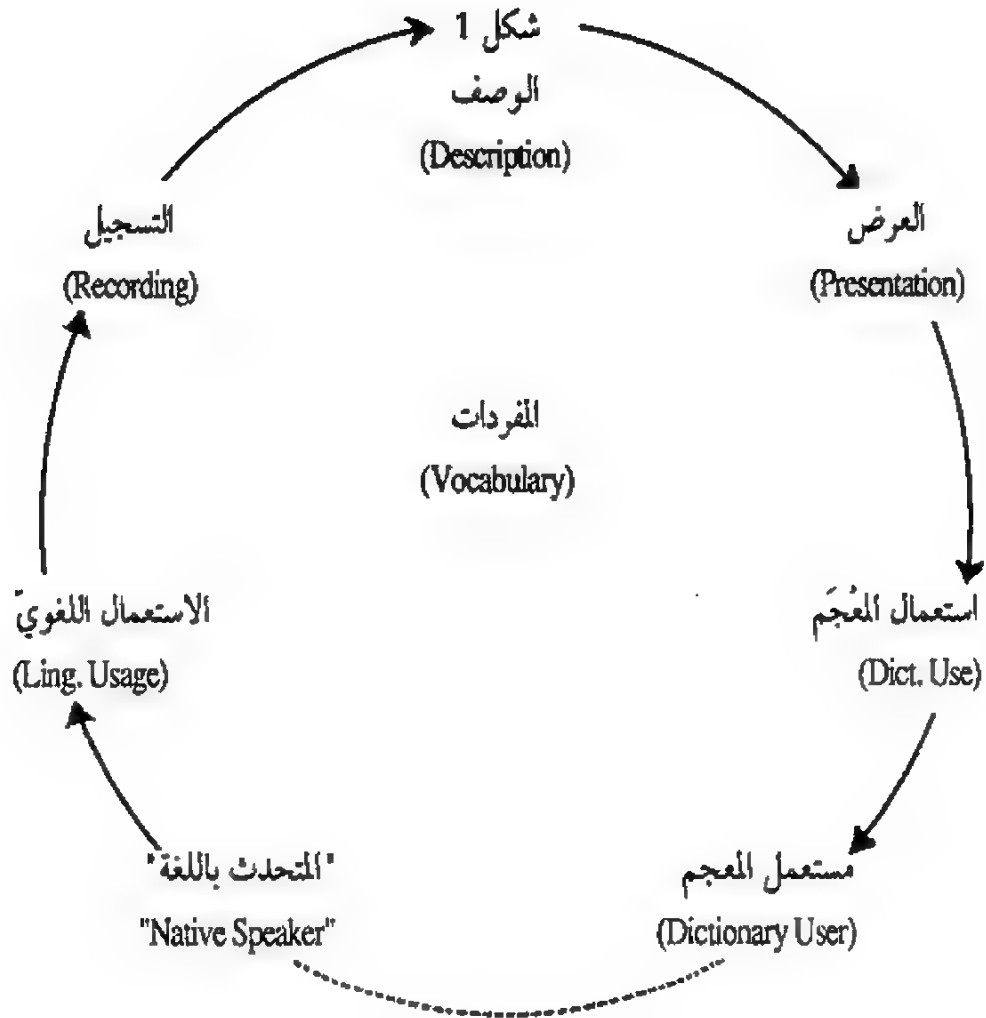 شكل 1
الوصف
(Description)
التسجيل
(Recording)
العرض
(Presentation)
المفردات
(Vocabulary)
الاستعمال اللغويّ
(Ling. Usage)
استعمال المُعْجَم
(Dict. Use)
"المتحدث باللغة"
"Native Speaker"
مستعمل المعجم
(Dictionary User)